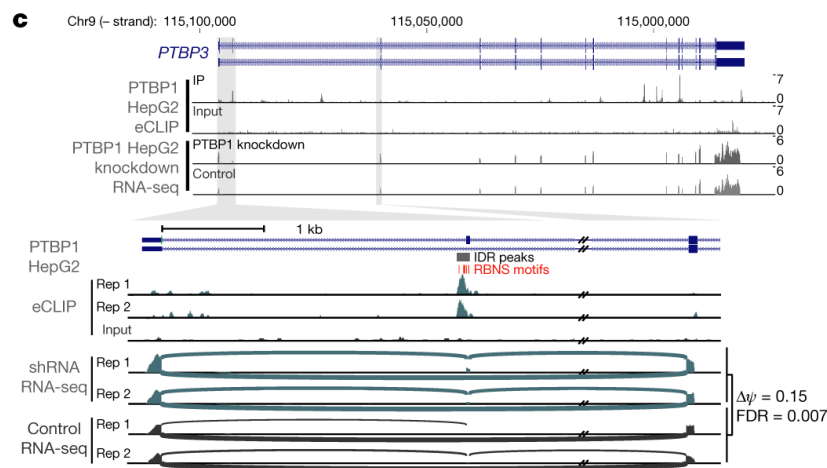 c
Chr9 (– strand): 115,100,000 115,050,000 115,000,000
PTBP3
PTBP1
HepG2
eCLIP
IP
7
0
Input
7
0
PTBP1 HepG2
knockdown
RNA-seq
PTBP1 knockdown
6
0
Control
6
0
1 kb
PTBP1
HepG2
IDR peaks
RBNS motifs
eCLIP
Rep 1
Rep 2
Input
shRNA
RNA-seq
Rep 1
Rep 2
Control
RNA-seq
Rep 1
Rep 2
Δψ = 0.15
FDR = 0.007